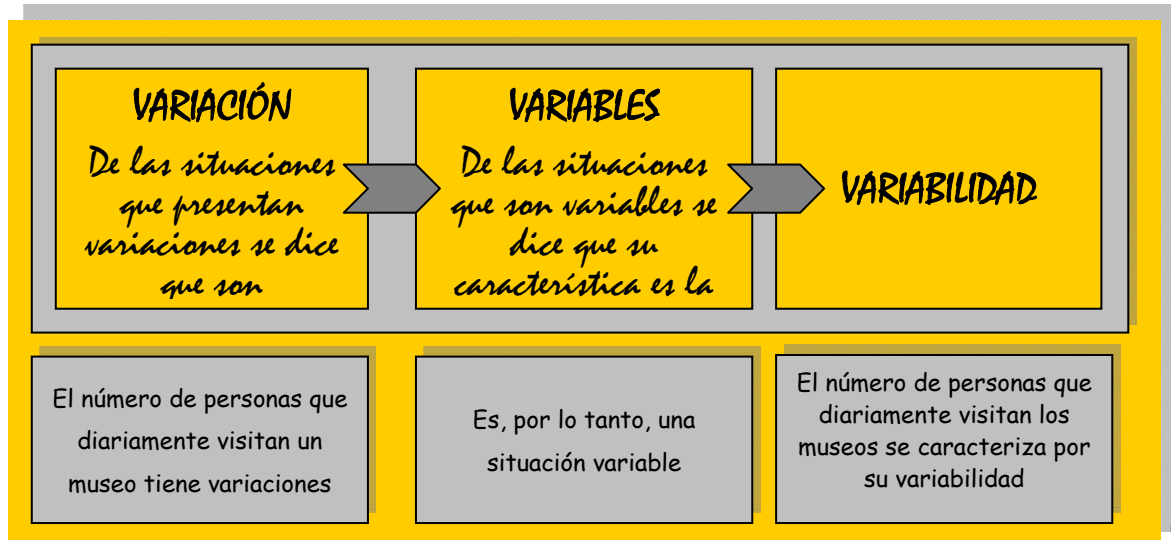 VARIACIÓN
De las situaciones
que presentan
variaciones se dice
que son
VARIABLES
De las situaciones
que son variables se
dice que su
característica es la
VARIABILIDAD
El número de personas que
diariamente visitan un
museo tiene variaciones
Es, por lo tanto, una
situación variable
El número de personas que
diariamente visitan los
museos se caracteriza por
su variabilidad